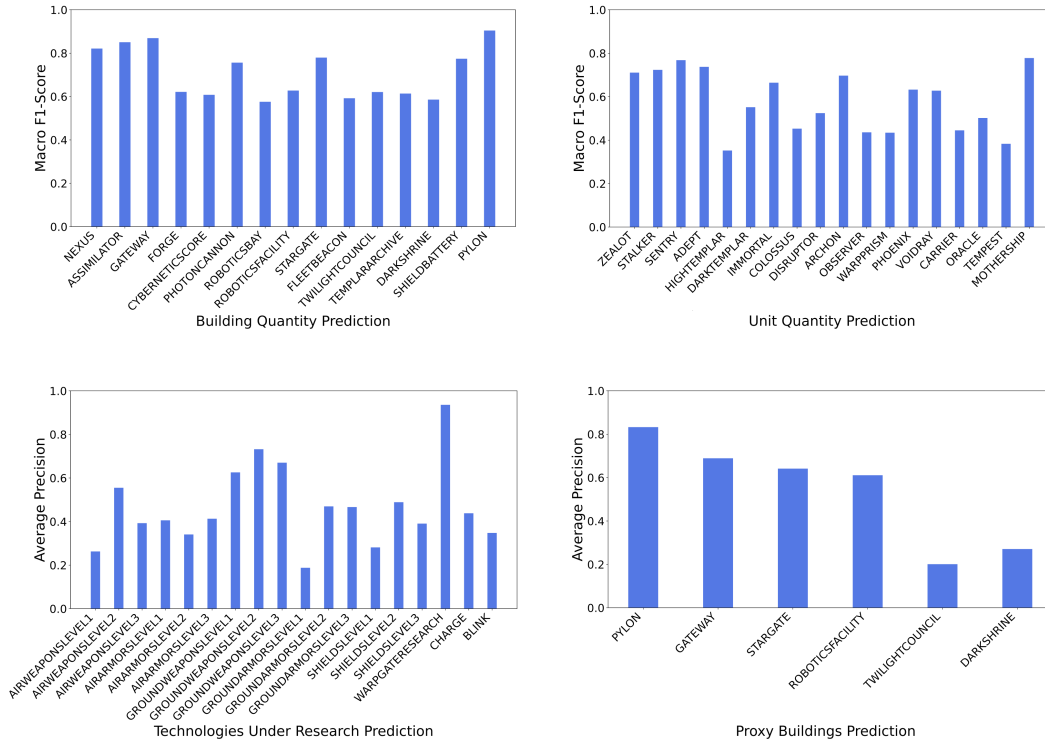 Macro F1-Score
1.0
0.8
0.6
0.4
0.2
0.0
NEXUS
ASSIMILATOR
GATEWAY
FORGE
CYBERNETICSCORE
PHOTONCANNON
ROBOTICSBAY
ROBOTICSFACILITY
STARGATE
FLEETBEACON
TWILIGHTCOUNCIL
TEMPLARARCHIVE
DARKSHRINE
SHIELDBATTERY
PYLON
Building Quantity Prediction
Macro F1-Score
1.0
0.8
0.6
0.4
0.2
0.0
ZEALOT
STALKER
SENTRY
ADEPT
HIGHTEMPLAR
DARKTEMPLAR
IMMORTAL
COLOSSUS
DISRUPTOR
ARCHON
OBSERVER
WARPPRISM
PHOENIX
VOIDRAY
CARRIER
ORACLE
TEMPEST
MOTHERSHIP
Unit Quantity Prediction
Average Precision
1.0
0.8
0.6
0.4
0.2
0.0
AIRWEAPONSLEVEL1
AIRWEAPONSLEVEL2
AIRWEAPONSLEVEL3
AIRARMORSLEVEL1
AIRARMORSLEVEL2
AIRARMORSLEVEL3
GROUNDWEAPONSLEVEL1
GROUNDWEAPONSLEVEL2
GROUNDWEAPONSLEVEL3
GROUNDARMORSLEVEL1
GROUNDARMORSLEVEL2
GROUNDARMORSLEVEL3
SHIELDSLEVEL1
SHIELDSLEVEL2
SHIELDSLEVEL3
WARPGATERESEARCH
CHARGE
BLINK
Technologies Under Research Prediction
Average Precision
1.0
0.8
0.6
0.4
0.2
0.0
PYLON
GATEWAY
STARGATE
ROBOTICSFACILITY
TWILIGHTCOUNCIL
DARKSHRINE
Proxy Buildings Prediction